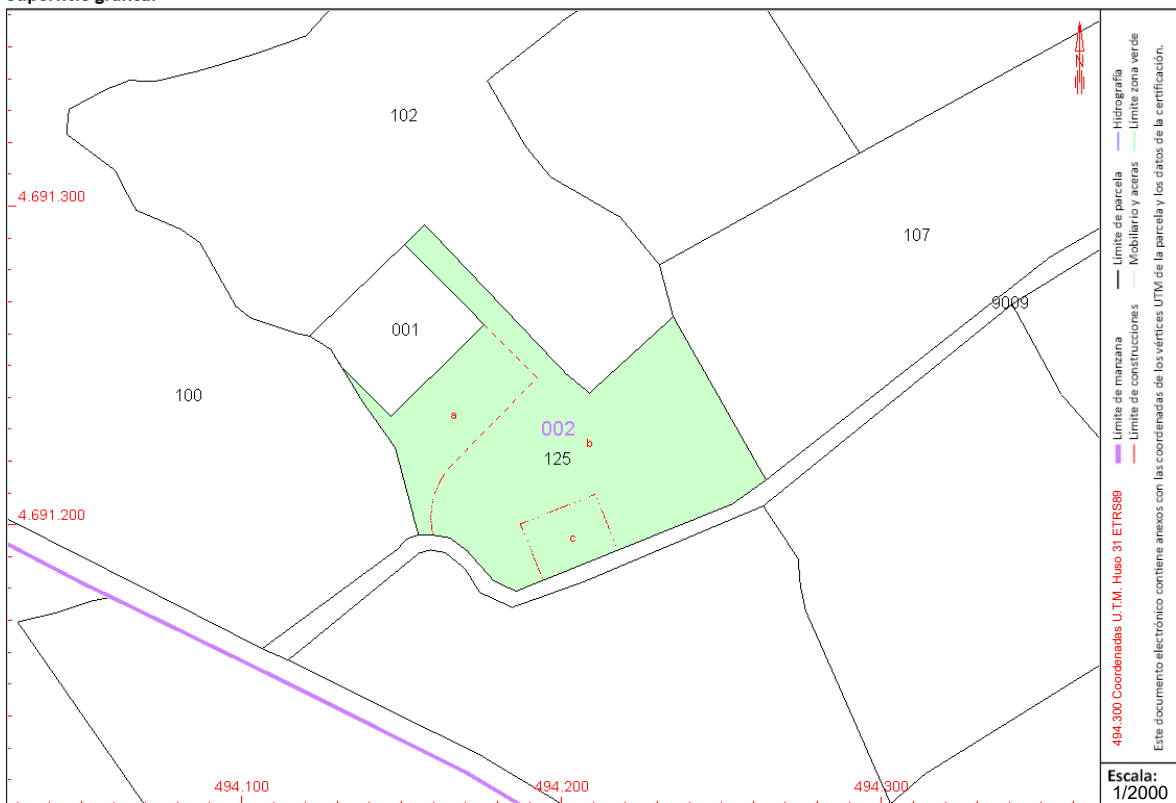 102
N
4.691.300
107
9009
001
100
a
002
b
125
4.691.200
c
494.100
494.200
494.300
Límite de manzana
Límite de parcela
Hidrografía
Límite de construcciones
Mobiliario y aceras
Límite zona verde
494.300 Coordenadas U.T.M. Huso 31 ETRS89
Este documento electrónico contiene anexos con las coordenadas de los vértices UTM de la parcela y los datos de la certificación.
Escala:
1/2000